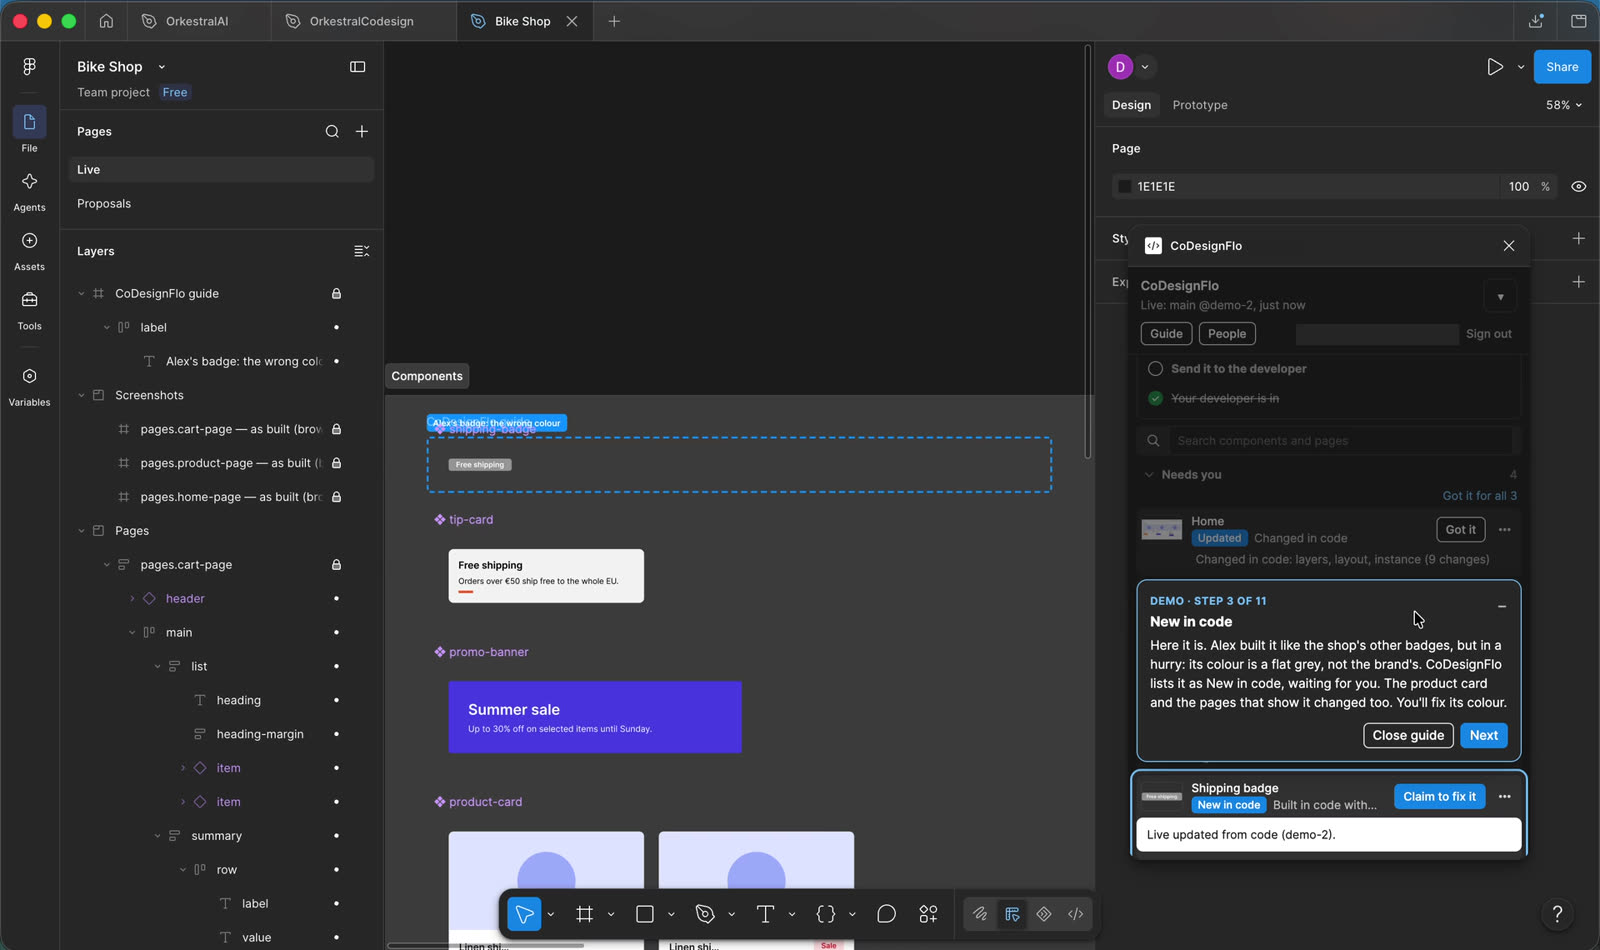 OrkestralAI
OrkestralCodesign
Bike Shop
Bike Shop
Team project Free
Pages
Live
Proposals
Layers
CoDesignFlo guide
label
Alex's badge: the wrong colo
Screenshots
pages.cart-page — as built (brow
pages.product-page — as built (
pages.home-page — as built (bro
Pages
pages.cart-page
header
main
list
heading
heading-margin
item
item
summary
row
label
value
File
Agents
Assets
Tools
Variables
Components
Alex's badge: the wrong colour
shipping-badge
Free shipping
tip-card
Free shipping
Orders over €50 ship free to the whole EU.
promo-banner
Summer sale
Up to 30% off on selected items until Sunday.
product-card
Linen shi...
Linen shi...
Sale
D
Share
Design Prototype 58%
Page
1E1E1E 100 %
Sty
Exp
CoDesignFlo
CoDesignFlo
Live: main @demo-2, just now
Guide People Sign out
Send it to the developer
Your developer is in
Search components and pages
Needs you 4
Got it for all 3
Home
Updated Changed in code
Got it
Changed in code: layers, layout, instance (9 changes)
DEMO · STEP 3 OF 11
New in code
Here it is. Alex built it like the shop's other badges, but in a
hurry: its colour is a flat grey, not the brand's. CoDesignFlo
lists it as New in code, waiting for you. The product card
and the pages that show it changed too. You'll fix its colour.
Close guide Next
Free shipping
Shipping badge
New in code Built in code with...
Claim to fix it
Live updated from code (demo-2).
?